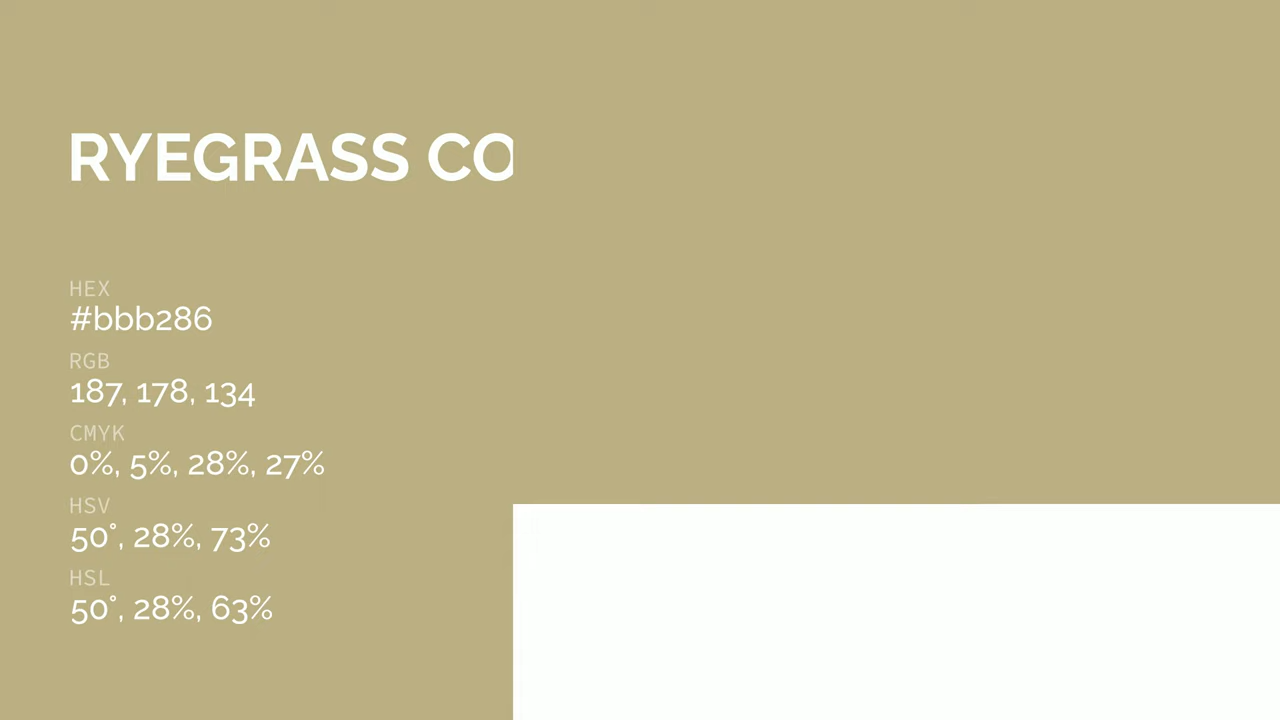 RYEGRASS CO
HEX
#bbb286
RGB
187, 178, 134
CMYK
0%, 5%, 28%, 27%
HSV
50°, 28%, 73%
HSL
50°, 28%, 63%